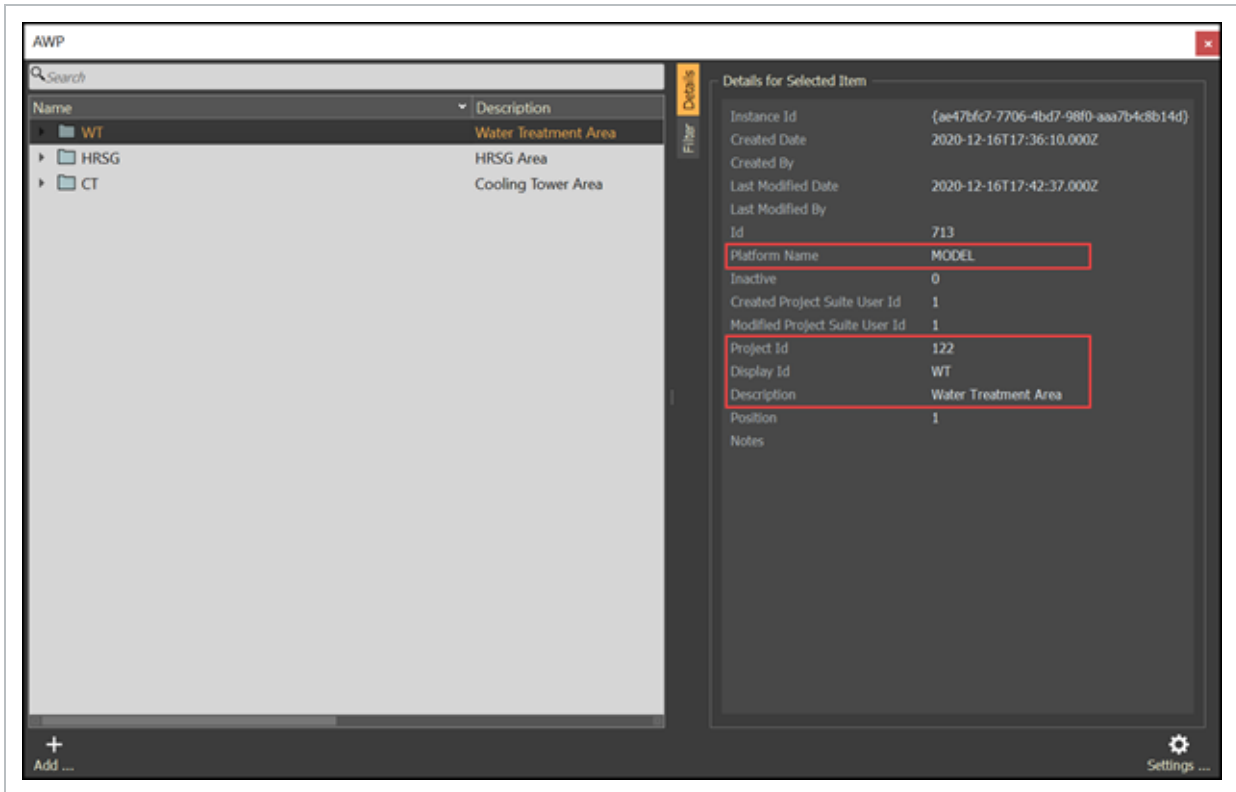 AWP
Search
Name Description
WT Water Treatment Area
HRSG HRSG Area
CT Cooling Tower Area
Details
Filter
Details for Selected Item
Instance Id {ae47bfc7-7706-4bd7-98f0-aaa7b4c8b14d}
Created Date 2020-12-16T17:36:10.000Z
Created By
Last Modified Date 2020-12-16T17:42:37.000Z
Last Modified By
Id 713
Platform Name MODEL
Inactive 0
Created Project Suite User Id 1
Modified Project Suite User Id 1
Project Id 122
Display Id WT
Description Water Treatment Area
Position 1
Notes
Add ...
Settings ...